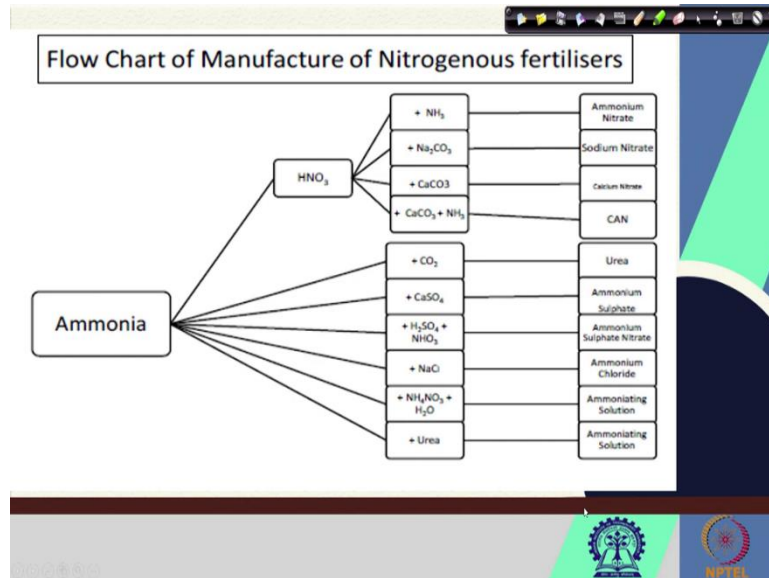 Flow Chart of Manufacture of Nitrogenous fertilisers
+ NH₃
Ammonium
Nitrate
+ Na₂CO₃
Sodium Nitrate
HNO₃
+ CaCO3
Calcium Nitrate
+ CaCO₃ + NH₃
CAN
+ CO₂
Urea
+ CaSO₄
Ammonium
Sulphate
Ammonia
+ H₂SO₄ +
NHO₃
Ammonium
Sulphate Nitrate
+ NaCl
Ammonium
Chloride
+ NH₄NO₃ +
H₂O
Ammoniating
Solution
+ Urea
Ammoniating
Solution
NPTEL